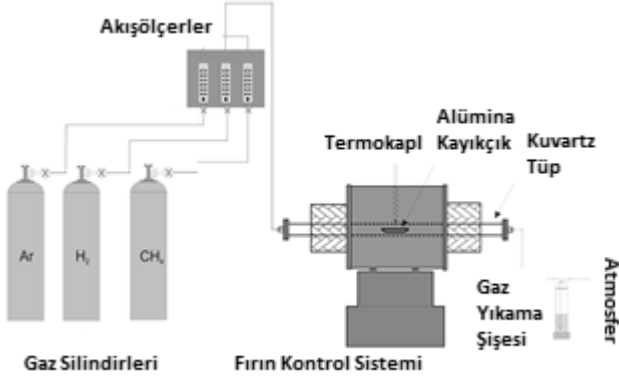 Akışölçerler
Termokapl
Alümina
Kayıkçık
Kuvartz
Tüp
Ar
H₂
CH₄
Gaz
Yıkama
Şişesi
Atmosfer
Gaz Silindirleri
Fırın Kontrol Sistemi